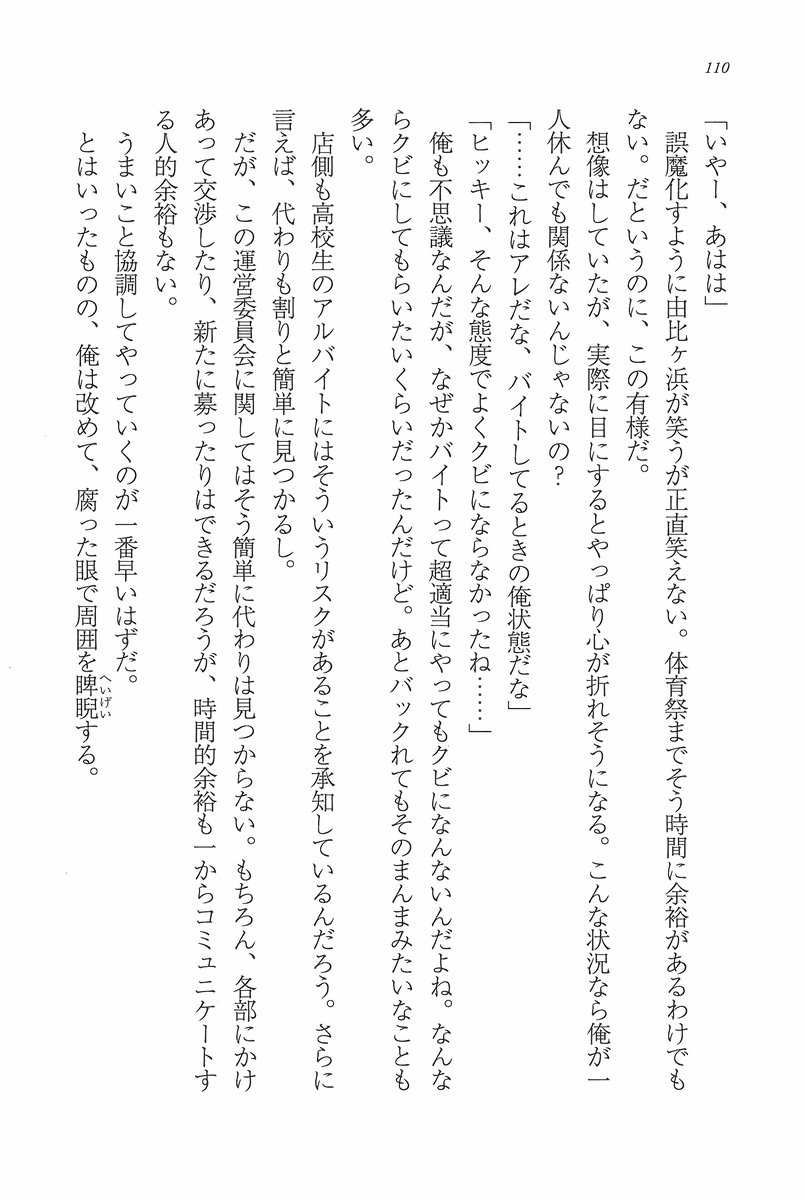 110
「いやー、あはは」
　誤魔化すように由比ヶ浜が笑うが正直笑えない。体育祭までそう時間に余裕があるわけでも
ない。だというのに、この有様だ。
　想像はしていたが、実際に目にするとやっぱり心が折れそうになる。こんな状況なら俺が一
人休んでも関係ないんじゃないの？
「……これはアレだな、バイトしてるときの俺状態だな」
「ヒッキー、そんな態度でよくクビにならなかったね……」
　俺も不思議なんだが、なぜかバイトって超適当にやってもクビになんないんだよね。なんな
らクビにしてもらいたいくらいだったんだけど。あとバックれてもそのまんまみたいなことも
多い。
　店側も高校生のアルバイトにはそういうリスクがあることを承知しているんだろう。さらに
言えば、代わりも割りと簡単に見つかるし。
　だが、この運営委員会に関してはそう簡単に代わりは見つからない。もちろん、各部にかけ
あって交渉したり、新たに募ったりはできるだろうが、時間的余裕も一からコミュニケートす
る人的余裕もない。
　うまいこと協調してやっていくのが一番早いはずだ。
　とはいったものの、俺は改めて、腐った眼で周囲を睥睨する。
へいげい